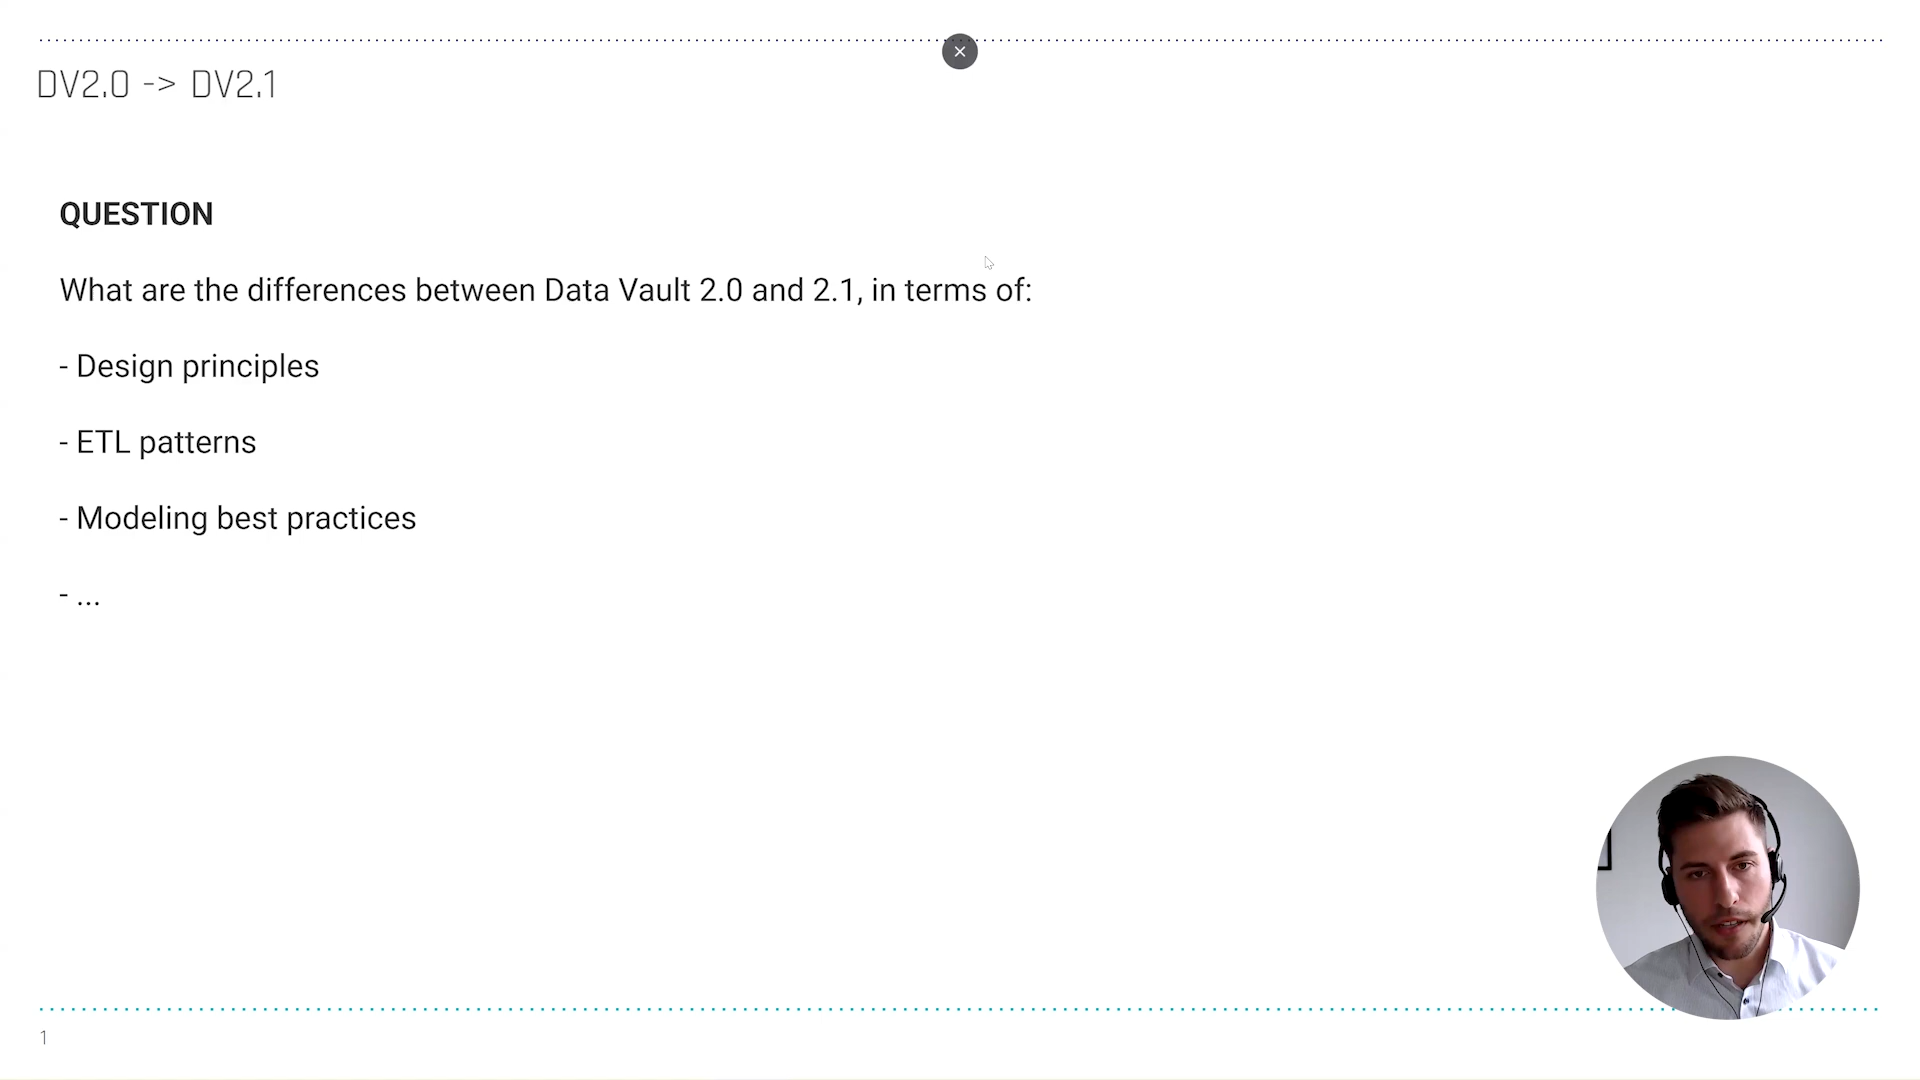 DV2.0 -> DV2.1
QUESTION
What are the differences between Data Vault 2.0 and 2.1, in terms of:
- Design principles
- ETL patterns
- Modeling best practices
- ...
1